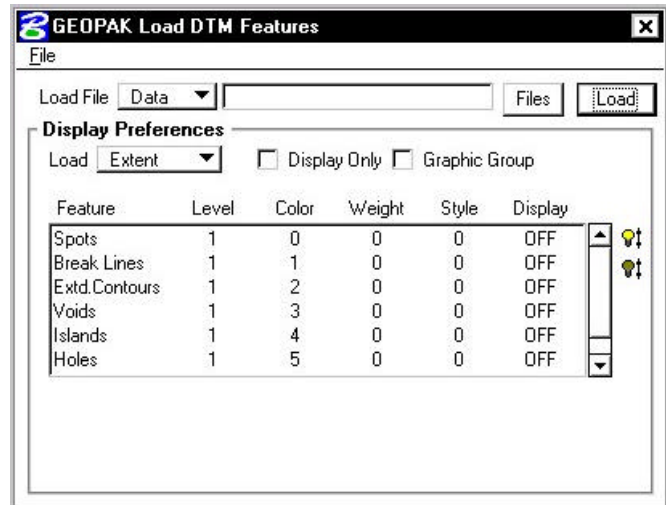 GEOPAK Load DTM Features
File
Load File Data Files Load
Display Preferences
Load Extent Display Only Graphic Group
Feature Level Color Weight Style Display
Spots 1 0 0 0 OFF
Break Lines 1 1 0 0 OFF
Extd.Contours 1 2 0 0 OFF
Voids 1 3 0 0 OFF
Islands 1 4 0 0 OFF
Holes 1 5 0 0 OFF